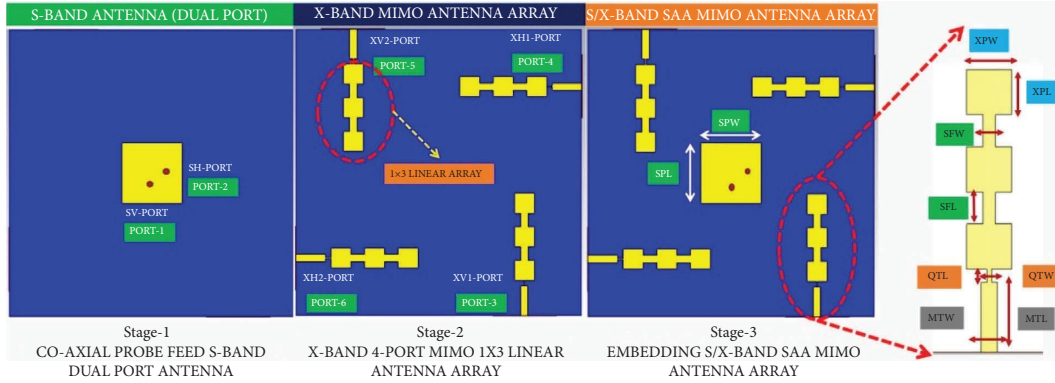 S-BAND ANTENNA (DUAL PORT)
SH-PORT
PORT-2
SV-PORT
PORT-1
Stage-1
CO-AXIAL PROBE FEED S-BAND
DUAL PORT ANTENNA
X-BAND MIMO ANTENNA ARRAY
XV2-PORT
PORT-5
XH1-PORT
PORT-4
1×3 LINEAR ARRAY
XH2-PORT
PORT-6
XV1-PORT
PORT-3
Stage-2
X-BAND 4-PORT MIMO 1X3 LINEAR
ANTENNA ARRAY
S/X-BAND SAA MIMO ANTENNA ARRAY
SPW
SPL
Stage-3
EMBEDDING S/X-BAND SAA MIMO
ANTENNA ARRAY
XPW
XPL
SFW
SFL
QTL
QTW
MTW
MTL